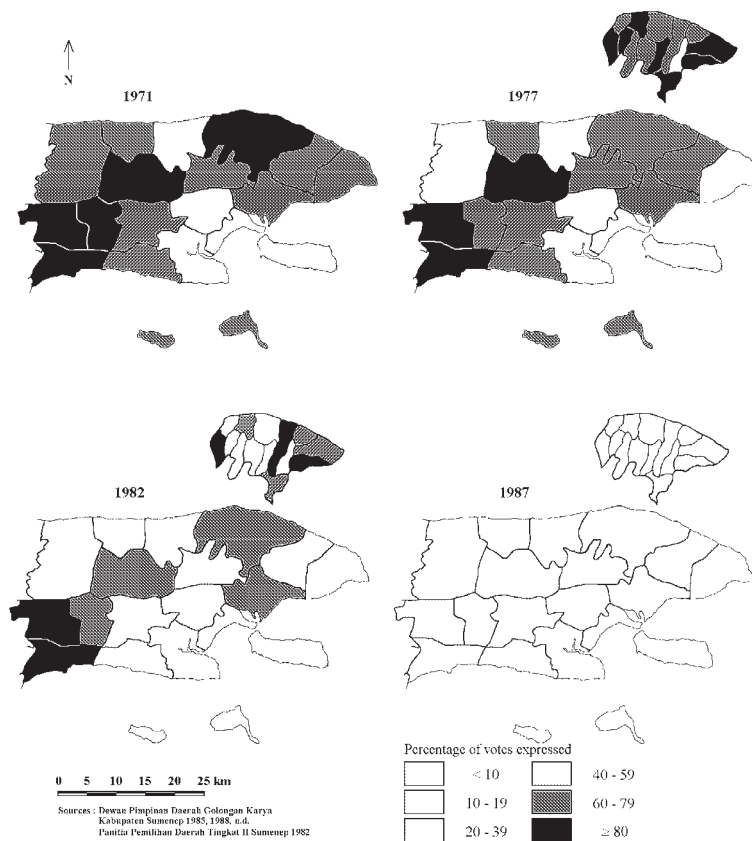 N
1971
1977
1982
1987
0 5 10 15 20 25 km
Sources : Dewan Pimpinan Daerah Golongan Karya
Kabupaten Sumenep 1985, 1988, n.d.
Panitia Pemilihan Daerah Tingkat II Sumenep 1982
Percentage of votes expressed
< 10
40 - 59
10 - 19
60 - 79
20 - 39
≥ 80